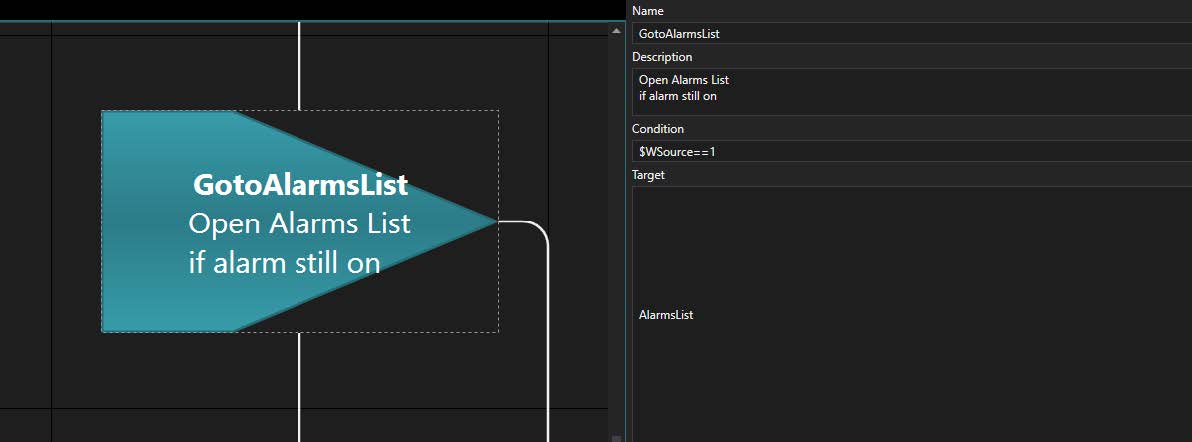 GotoAlarmsList
Open Alarms List
if alarm still on
Name
GotoAlarmsList
Description
Open Alarms List
if alarm still on
Condition
$WSource==1
Target
AlarmsList